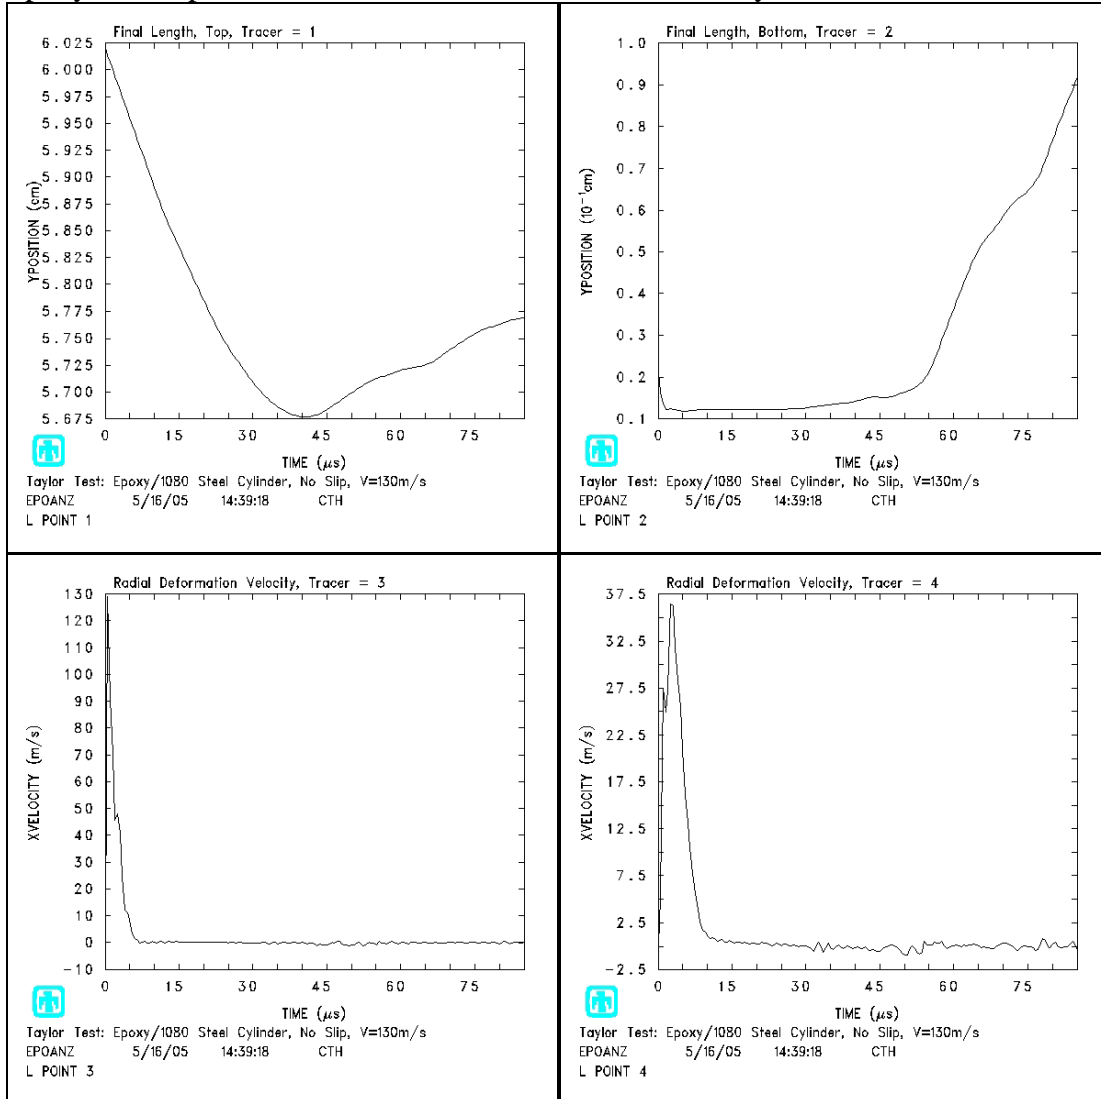 Final Length, Top, Tracer = 1
6.025
6.000
5.975
5.950
5.925
5.900
5.875
5.850
5.825
5.800
5.775
5.750
5.725
5.700
5.675
YPOSITION (cm)
0 15 30 45 60 75
TIME (μs)
Taylor Test: Epoxy/1080 Steel Cylinder, No Slip, V=130m/s
EPOANZ 5/16/05 14:39:18 CTH
L POINT 1
Final Length, Bottom, Tracer = 2
1.0
0.9
0.8
0.7
0.6
0.5
0.4
0.3
0.2
0.1
YPOSITION (10⁻¹cm)
0 15 30 45 60 75
TIME (μs)
Taylor Test: Epoxy/1080 Steel Cylinder, No Slip, V=130m/s
EPOANZ 5/16/05 14:39:18 CTH
L POINT 2
Radial Deformation Velocity, Tracer = 3
130
120
110
100
90
80
70
60
50
40
30
20
10
0
-10
XVELOCITY (m/s)
0 15 30 45 60 75
TIME (μs)
Taylor Test: Epoxy/1080 Steel Cylinder, No Slip, V=130m/s
EPOANZ 5/16/05 14:39:18 CTH
L POINT 3
Radial Deformation Velocity, Tracer = 4
37.5
32.5
27.5
22.5
17.5
12.5
7.5
2.5
-2.5
XVELOCITY (m/s)
0 15 30 45 60 75
TIME (μs)
Taylor Test: Epoxy/1080 Steel Cylinder, No Slip, V=130m/s
EPOANZ 5/16/05 14:39:18 CTH
L POINT 4